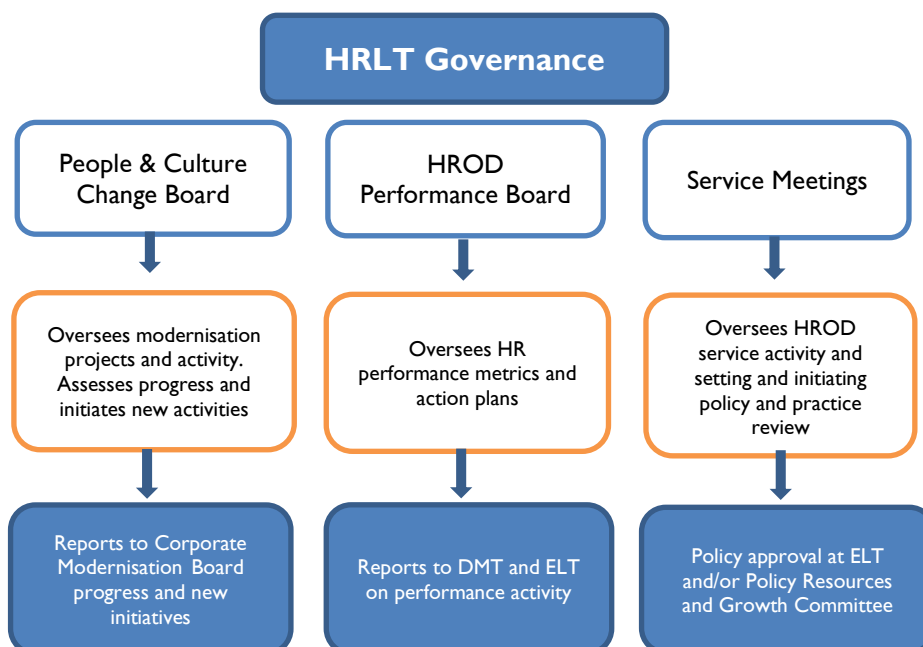 HRLT Governance
People & Culture
Change Board
HROD
Performance Board
Service Meetings
Oversees modernisation
projects and activity.
Assesses progress and
initiates new activities
Oversees HR
performance metrics and
action plans
Oversees HROD
service activity and
setting and initiating
policy and practice
review
Reports to Corporate
Modernisation Board
progress and new
initiatives
Reports to DMT and ELT
on performance activity
Policy approval at ELT
and/or Policy Resources
and Growth Committee